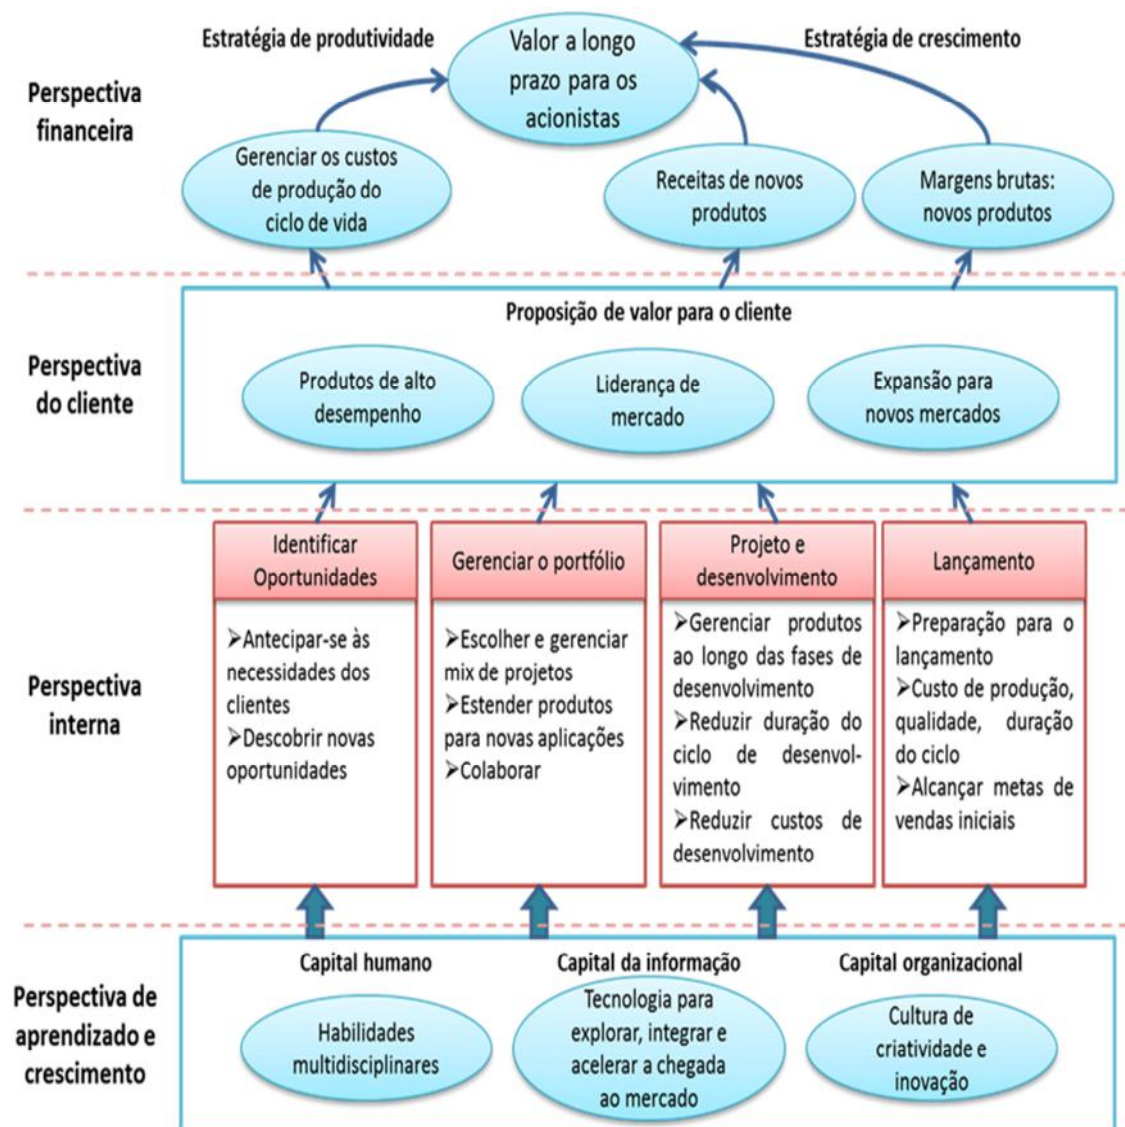 Estratégia de produtividade
Valor a longo
prazo para os
acionistas
Estratégia de crescimento
Perspectiva
financeira
Gerenciar os custos
de produção do
ciclo de vida
Receitas de novos
produtos
Margens brutas:
novos produtos
Proposição de valor para o cliente
Perspectiva
do cliente
Produtos de alto
desempenho
Liderança de
mercado
Expansão para
novos mercados
Perspectiva
interna
Identificar
Oportunidades
➢Antecipar-se às
necessidades dos
clientes
➢Descobrir novas
oportunidades
Gerenciar o portfólio
➢Escolher e gerenciar
mix de projetos
➢Estender produtos
para novas aplicações
➢Colaborar
Projeto e
desenvolvimento
➢Gerenciar produtos
ao longo das fases de
desenvolvimento
➢Reduzir duração do
ciclo de desenvol-
vimento
➢Reduzir custos de
desenvolvimento
Lançamento
➢Preparação para o
lançamento
➢Custo de produção,
qualidade, duração
do ciclo
➢Alcançar metas de
vendas iniciais
Perspectiva de
aprendizado e
crescimento
Capital humano
Habilidades
multidisciplinares
Capital da informação
Tecnologia para
explorar, integrar e
acelerar a chegada
ao mercado
Capital organizacional
Cultura de
criatividade e
inovação